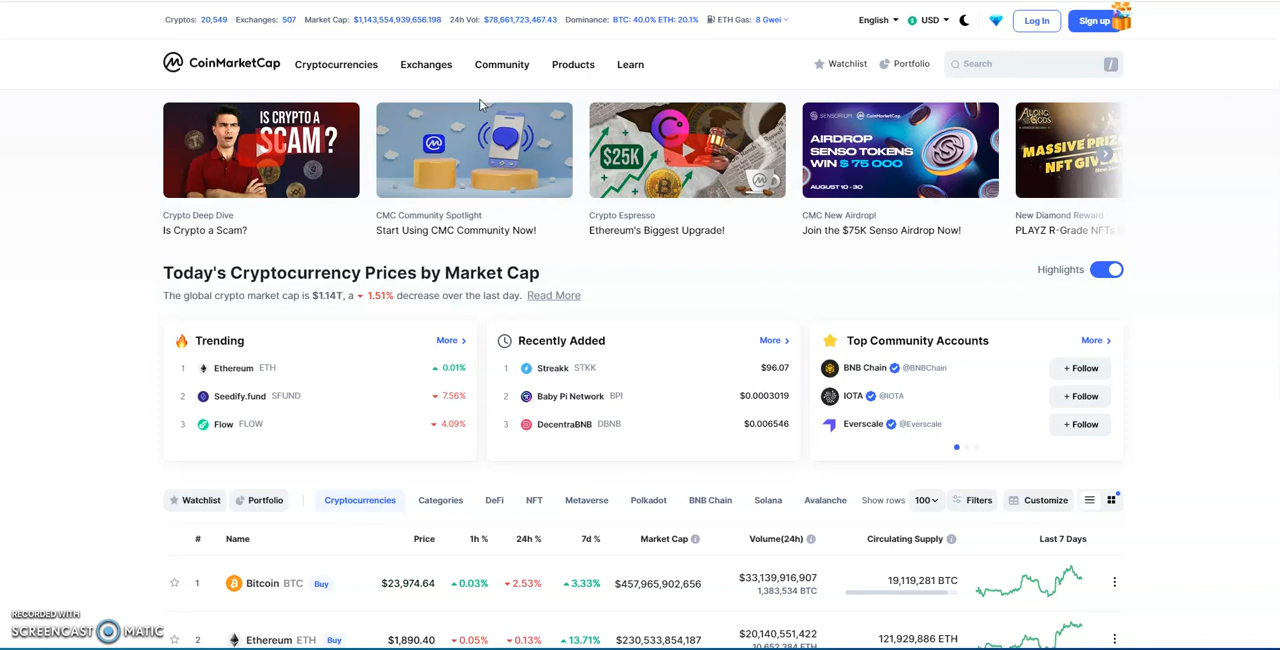 Cryptos: 20,549 Exchanges: 507 Market Cap: $1,143,554,939,656.198 24h Vol: $78,661,723,467.43 Dominance: BTC: 40.0% ETH: 20.1% ETH Gas: 8 Gwei English USD Log In Sign up
CoinMarketCap Cryptocurrencies Exchanges Community Products Learn Watchlist Portfolio Search /
IS CRYPTO A SCAM?
$25K
SENSORIUM CoinMarketCap
AIRDROP
SENSO TOKENS
WIN $ 75 000
AUGUST 10 - 30
ALONG GODS
MASSIVE PRIZ
NFT GIV
Crypto Deep Dive
Is Crypto a Scam?
CMC Community Spotlight
Start Using CMC Community Now!
Crypto Espresso
Ethereum's Biggest Upgrade!
CMC New Airdrop!
Join the $75K Senso Airdrop Now!
New Diamond Reward
PLAYZ R-Grade NFTs
Today's Cryptocurrency Prices by Market Cap Highlights
The global crypto market cap is $1.14T, a 1.51% decrease over the last day. Read More
Trending More
1 Ethereum ETH 0.01%
2 Seedify.fund SFUND 7.56%
3 Flow FLOW 4.09%
Recently Added More
1 Streakk STKK $96.07
2 Baby Pi Network BPI $0.0003019
3 DecentraBNB DBNB $0.006546
Top Community Accounts More
BNB Chain @BNBChain + Follow
IOTA @IOTA + Follow
Everscale @Everscale + Follow
Watchlist Portfolio Cryptocurrencies Categories DeFi NFT Metaverse Polkadot BNB Chain Solana Avalanche Show rows 100 Filters Customize
# Name Price 1h % 24h % 7d % Market Cap Volume(24h) Circulating Supply Last 7 Days
1 Bitcoin BTC Buy $23,974.64 0.03% 2.53% 3.33% $457,965,902,656 $33,139,916,907 19,119,281 BTC
1,383,534 BTC
2 Ethereum ETH Buy $1,890.40 0.05% 0.13% 13.71% $230,533,854,187 $20,140,551,422 121,929,886 ETH
10,652,384 ETH
RECORDED WITH
SCREENCAST MATIC